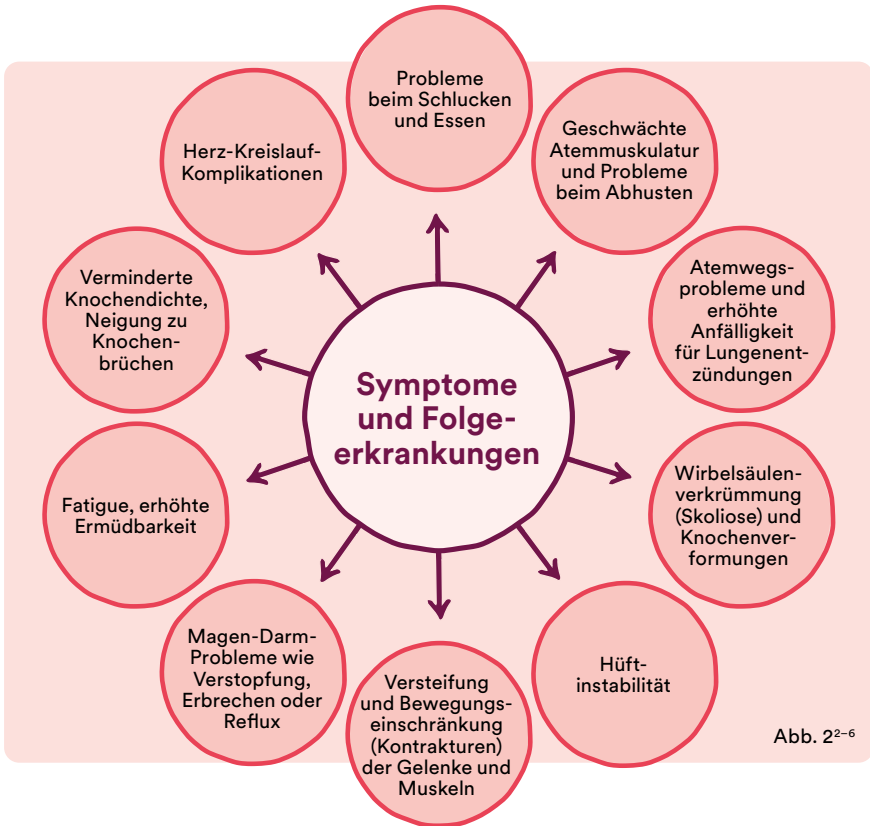 Probleme
beim Schlucken
und Essen
Geschwächte
Atemmuskulatur
und Probleme
beim Abhusten
Atemwegs-
probleme und
erhöhte
Anfälligkeit
für Lungenent-
zündungen
Wirbelsäulen-
verkrümmung
(Skoliose) und
Knochenver-
formungen
Hüft-
instabilität
Versteifung
und Bewegungs-
einschränkung
(Kontrakturen)
der Gelenke und
Muskeln
Magen-Darm-
Probleme wie
Verstopfung,
Erbrechen oder
Reflux
Fatigue, erhöhte
Ermüdbarkeit
Verminderte
Knochendichte,
Neigung zu
Knochen-
brüchen
Herz-Kreislauf-
Komplikationen
Symptome
und Folge-
erkrankungen
Abb. 2²⁻⁶